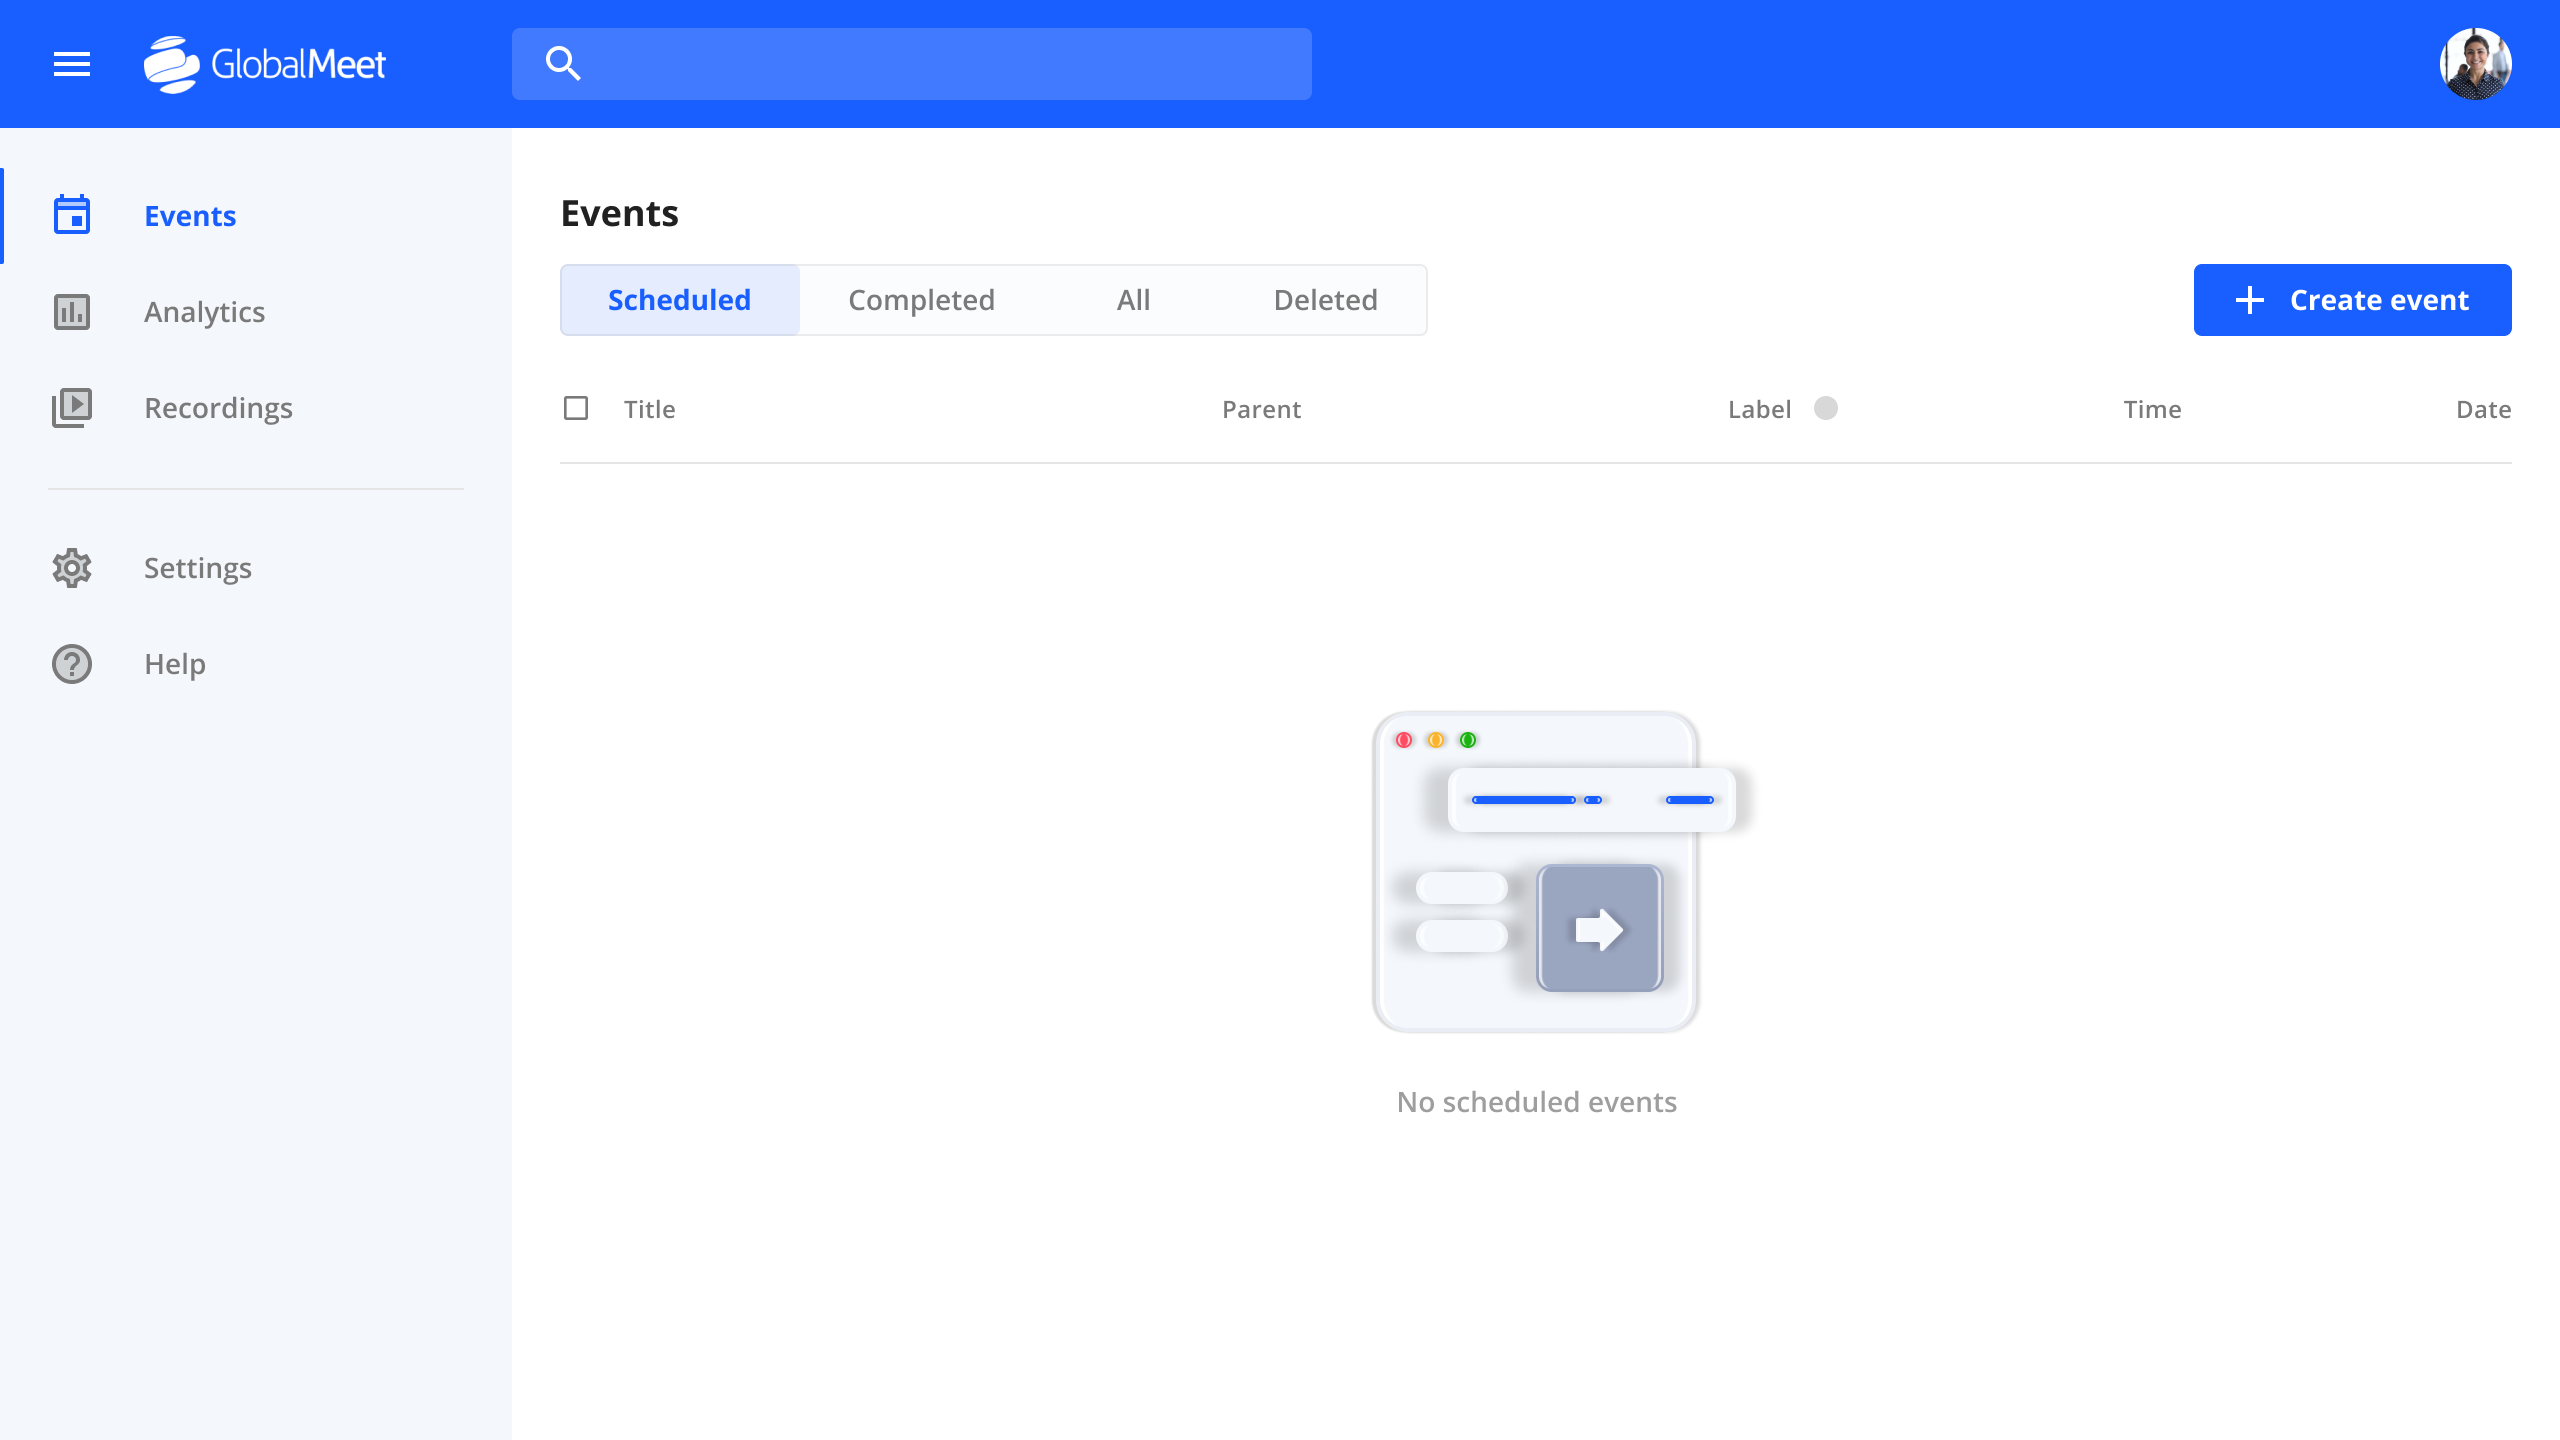 GlobalMeet
Events
Analytics
Recordings
Settings
Help
Events
Scheduled Completed All Deleted
Create event
Title Parent Label Time Date
No scheduled events